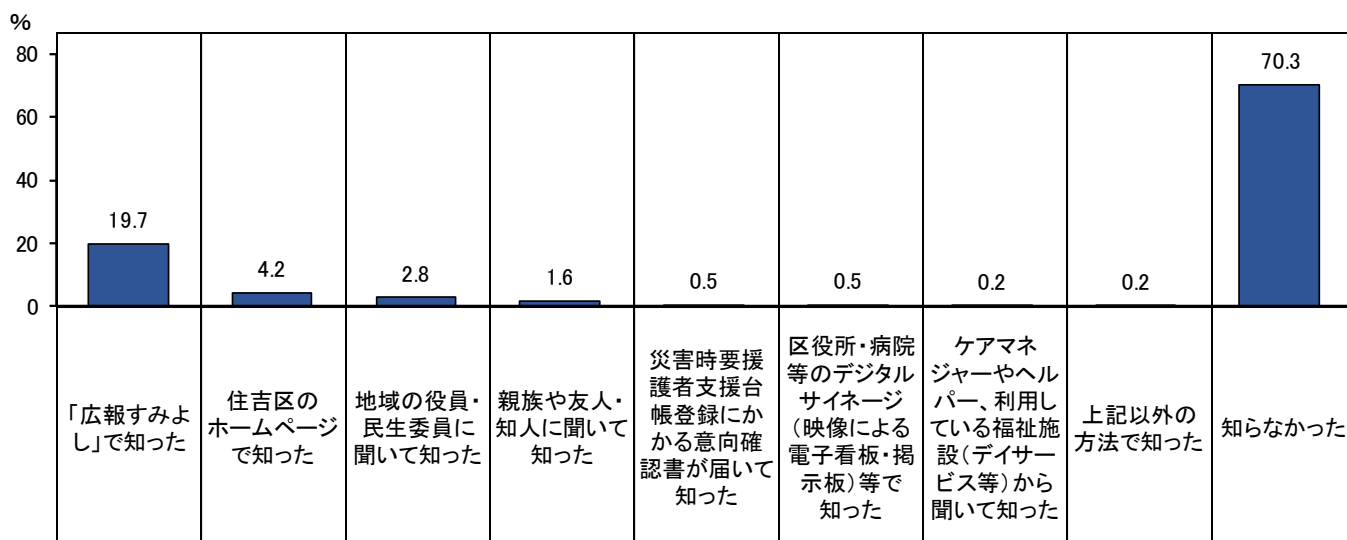 %
80
60
40
20
0
19.7
4.2
2.8
1.6
0.5
0.5
0.2
0.2
70.3
「広報すみよ
し」で知った
住吉区の
ホームページ
で知った
地域の役員・
民生委員に
聞いて知った
親族や友人・
知人に聞いて
知った
災害時要援
護者支援台
帳登録にか
かる意向確
認書が届いて
知った
区役所・病院
等のデジタル
サイネージ
（映像による
電子看板・掲
示板）等で
知った
ケアマネ
ジャーやヘル
パー、利用し
ている福祉施
設（デイサー
ビス等）から
聞いて知った
上記以外の
方法で知った
知らなかった